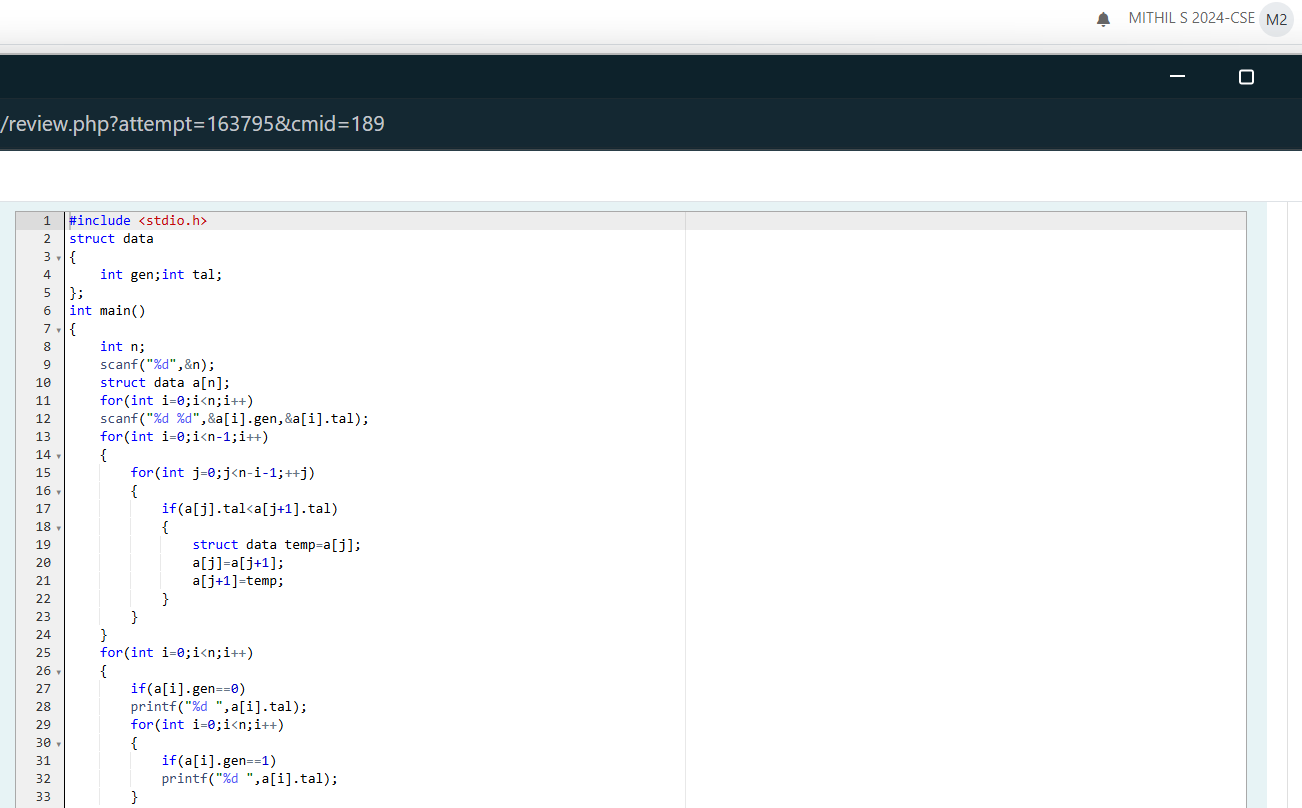 MITHIL S 2024-CSE M2
/review.php?attempt=163795&cmid=189
1 #include <stdio.h>
2 struct data
3 {
4     int gen;int tal;
5 };
6 int main()
7 {
8     int n;
9     scanf("%d",&n);
10     struct data a[n];
11     for(int i=0;i<n;i++)
12     scanf("%d %d",&a[i].gen,&a[i].tal);
13     for(int i=0;i<n-1;i++)
14     {
15         for(int j=0;j<n-i-1;++j)
16         {
17             if(a[j].tal<a[j+1].tal)
18             {
19                 struct data temp=a[j];
20                 a[j]=a[j+1];
21                 a[j+1]=temp;
22             }
23         }
24     }
25     for(int i=0;i<n;i++)
26     {
27         if(a[i].gen==0)
28         printf("%d ",a[i].tal);
29         for(int i=0;i<n;i++)
30         {
31             if(a[i].gen==1)
32             printf("%d ",a[i].tal);
33         }